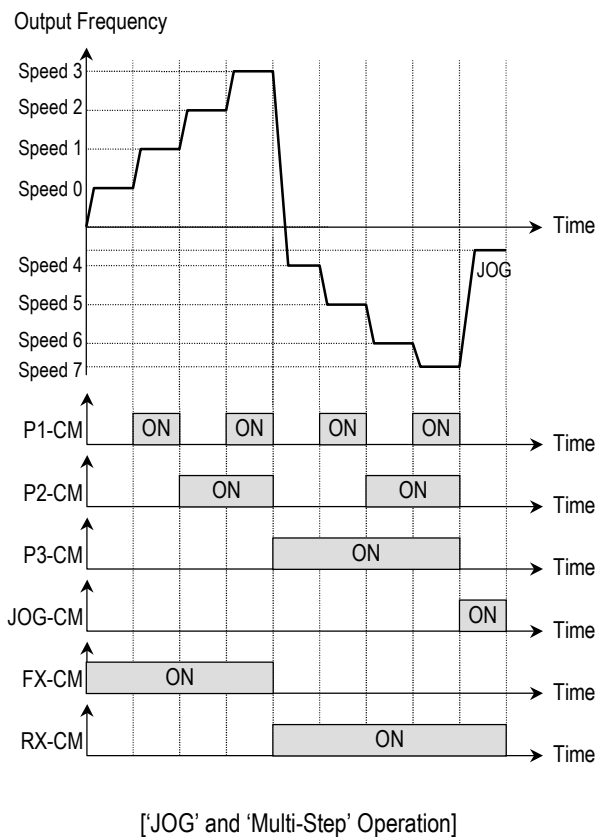 Output Frequency
Speed 3
Speed 2
Speed 1
Speed 0
Time
Speed 4
JOG
Speed 5
Speed 6
Speed 7
P1-CM ON ON ON ON Time
P2-CM ON ON Time
P3-CM ON Time
JOG-CM ON Time
FX-CM ON Time
RX-CM ON Time
[‘JOG’ and ‘Multi-Step’ Operation]